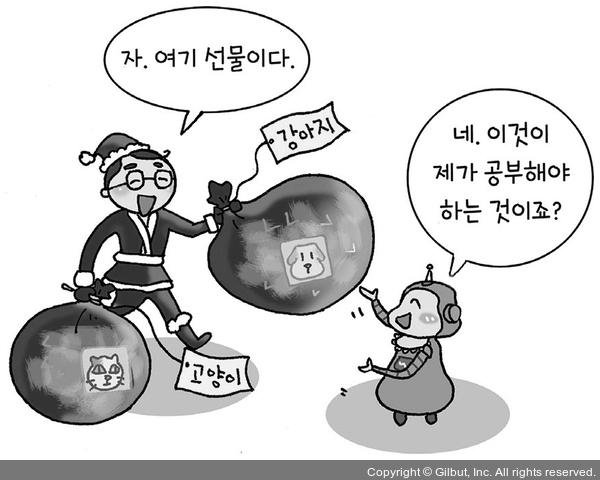 자. 여기 선물이다.
강아지
네. 이것이
제가 공부해야
하는 것이죠?
고양이
Copyright © Gilbut, Inc. All rights reserved.